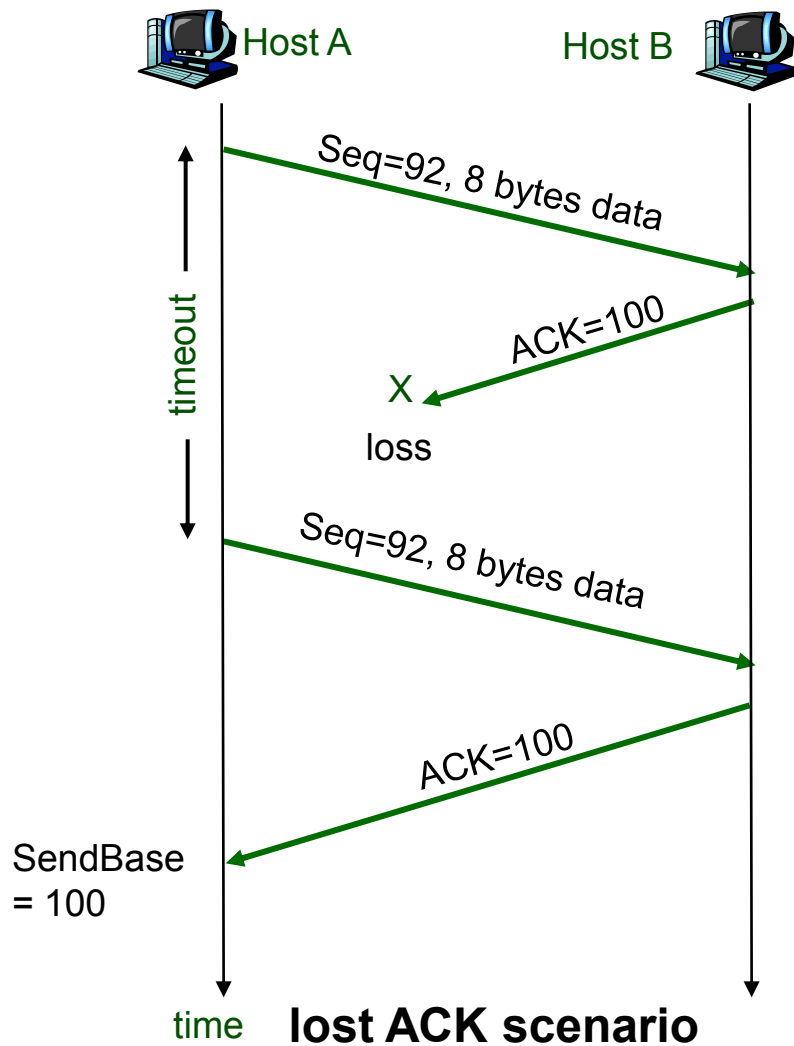 Host A
Host B
Seq=92, 8 bytes data
timeout
ACK=100
X
loss
Seq=92, 8 bytes data
ACK=100
SendBase
= 100
time
lost ACK scenario